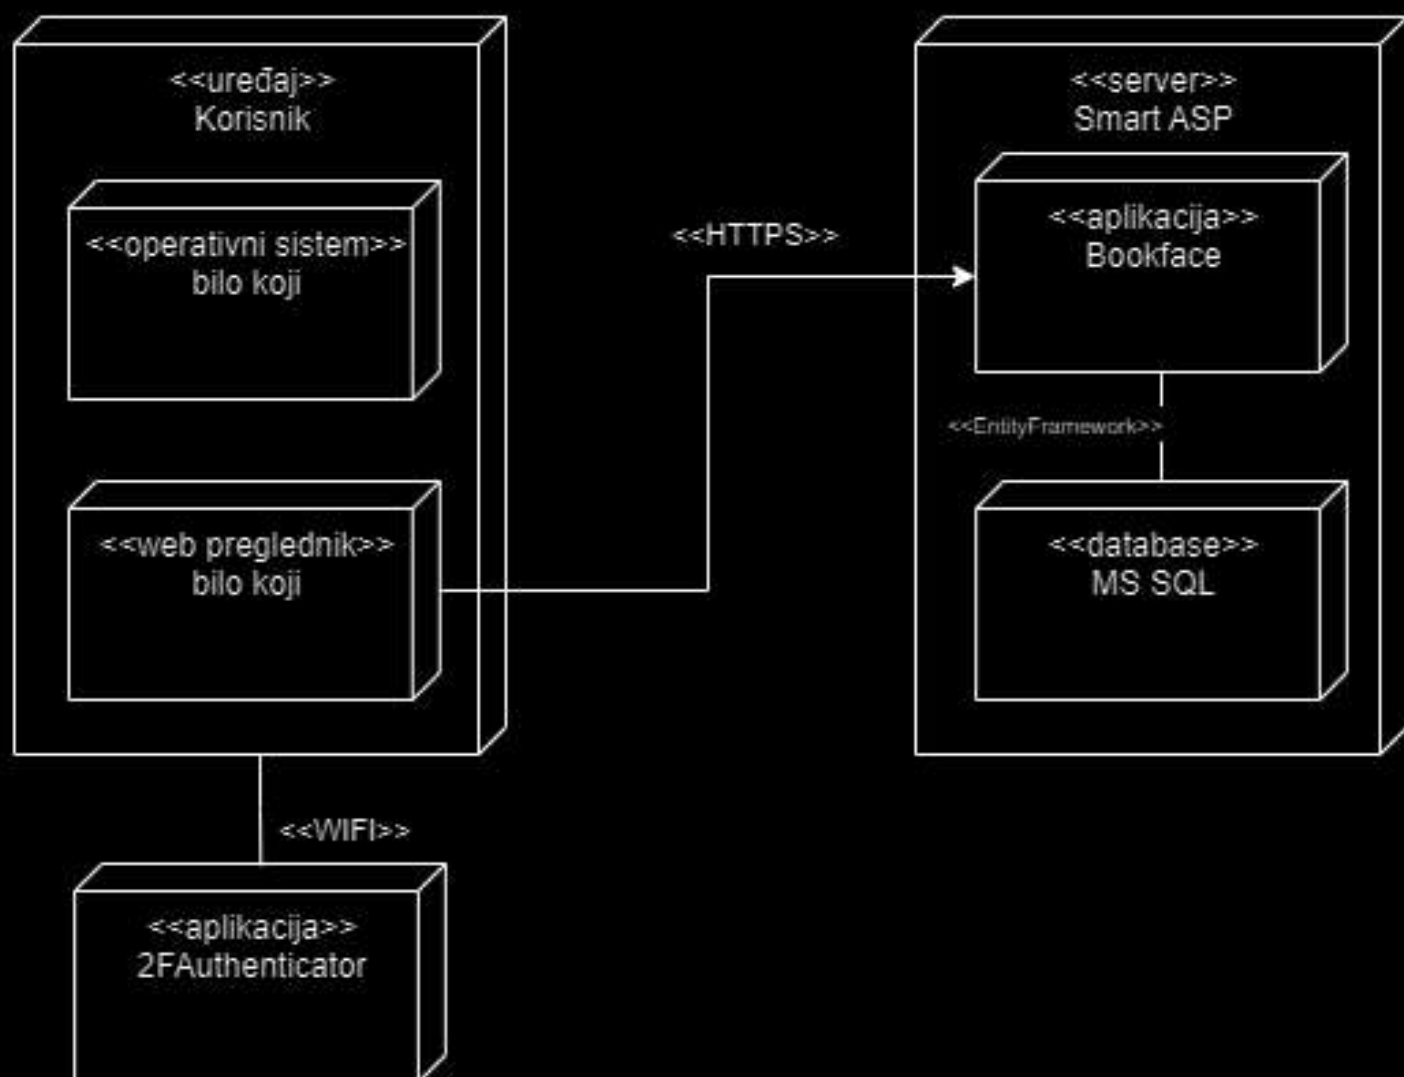 <<uređaj>>
Korisnik
<<operativni sistem>>
bilo koji
<<web preglednik>>
bilo koji
<<WIFI>>
<<aplikacija>>
2FAuthenticator
<<HTTPS>>
<<server>>
Smart ASP
<<aplikacija>>
Bookface
<<EntityFramework>>
<<database>>
MS SQL